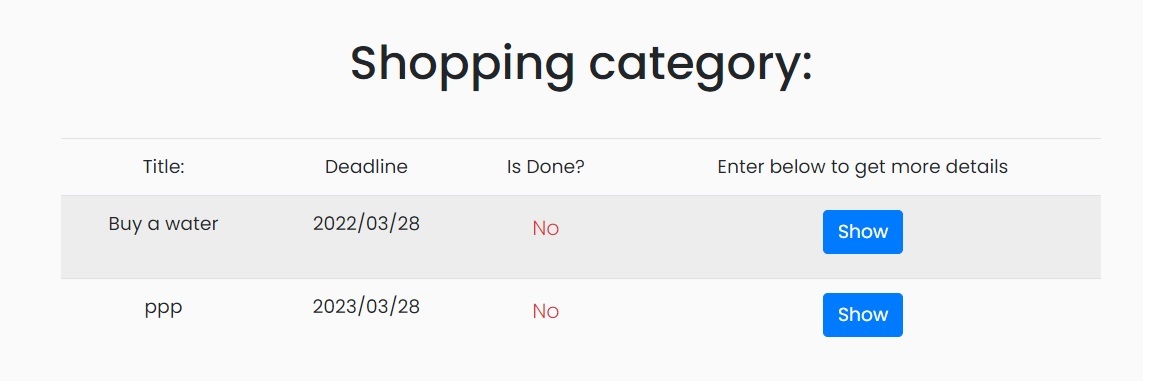 Shopping category:
Title: Deadline Is Done? Enter below to get more details
Buy a water 2022/03/28 No Show
ppp 2023/03/28 No Show